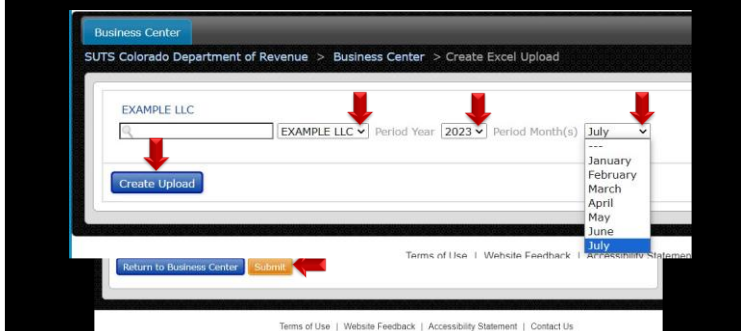 Business Center
SUTS Colorado Department of Revenue > Business Center > Create Excel Upload
EXAMPLE LLC
EXAMPLE LLC Period Year 2023 Period Month(s) July
---
January
February
March
April
May
June
July
Create Upload
Terms of Use | Website Feedback | Accessibility Statement
Return to Business Center Submit
Terms of Use | Website Feedback | Accessibility Statement | Contact Us